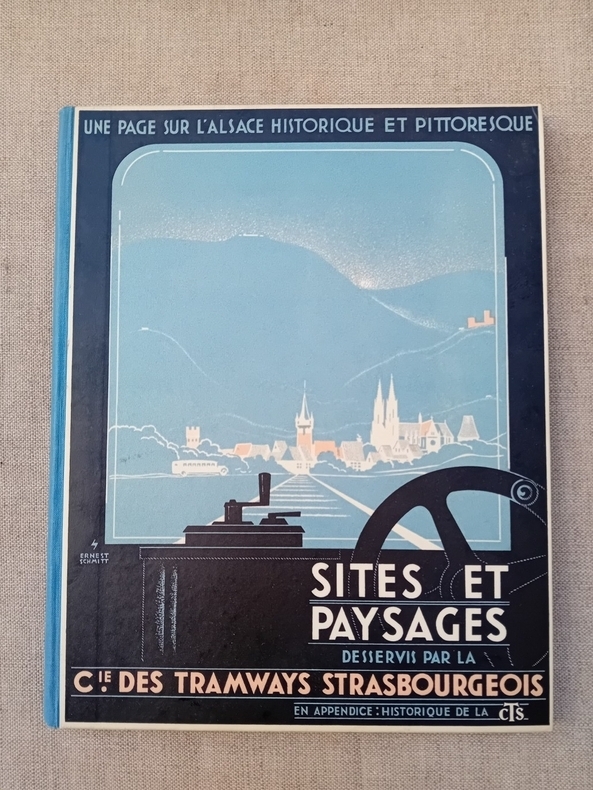 UNE PAGE SUR L'ALSACE HISTORIQUE ET PITTORESQUE
by
ERNEST
SCHMITT
SITES ET
PAYSAGES
DESSERVIS PAR LA
CIE. DES TRAMWAYS STRASBOURGEOIS
EN APPENDICE: HISTORIQUE DE LA CTS